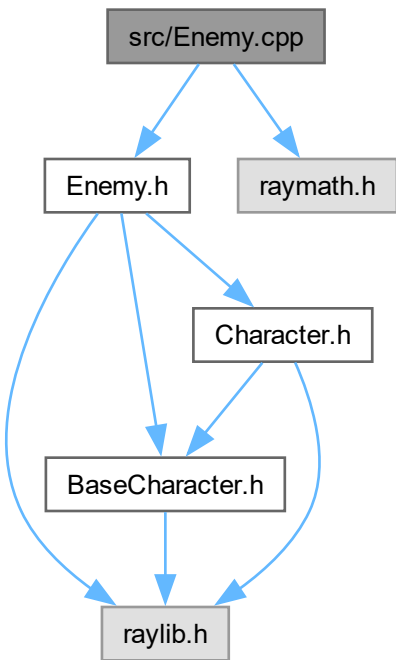 src/Enemy.cpp
Enemy.h
raymath.h
Character.h
BaseCharacter.h
raylib.h